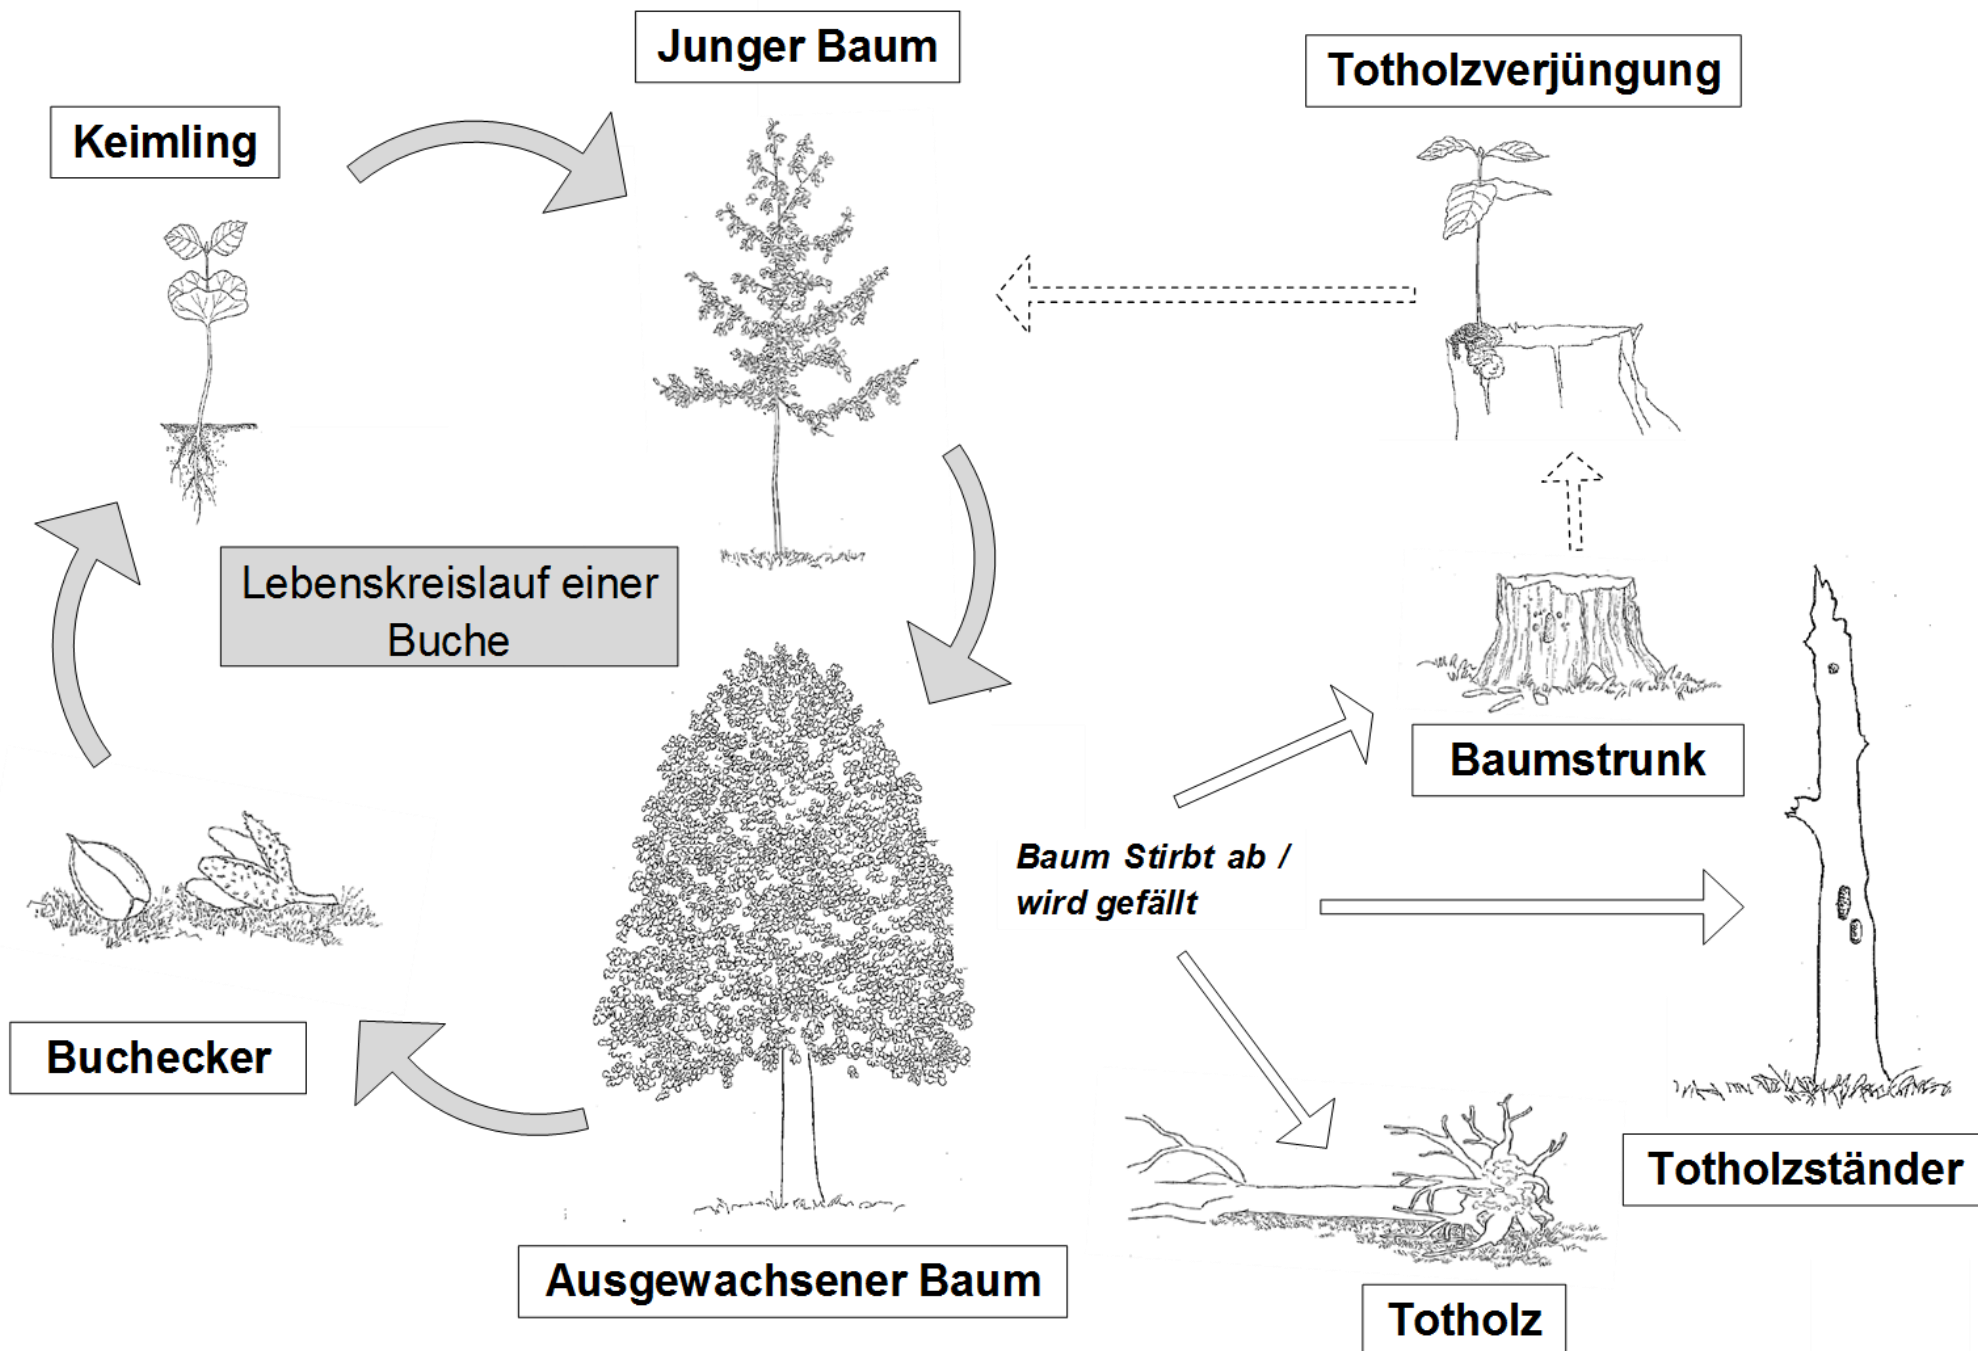 Junger Baum
Totholzverjüngung
Keimling
Lebenskreislauf einer
Buche
Baumstrunk
Baum Stirbt ab /
wird gefällt
Buchecker
Totholzständer
Ausgewachsener Baum
Totholz